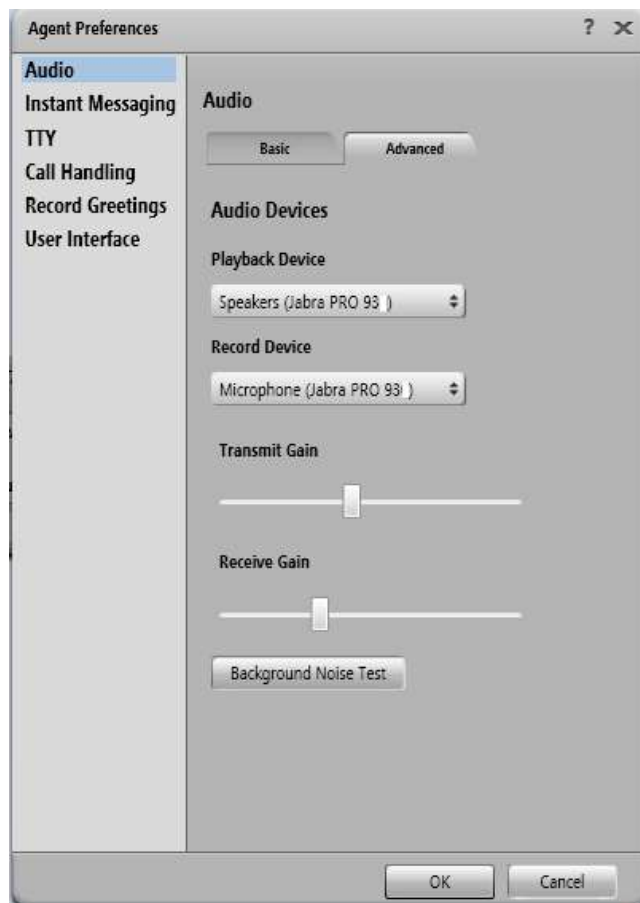 Agent Preferences ?
Audio
Instant Messaging
TTY
Call Handling
Record Greetings
User Interface
Audio
Basic Advanced
Audio Devices
Playback Device
Speakers (Jabra PRO 93 )
Record Device
Microphone (Jabra PRO 93 )
Transmit Gain
Receive Gain
Background Noise Test
OK Cancel